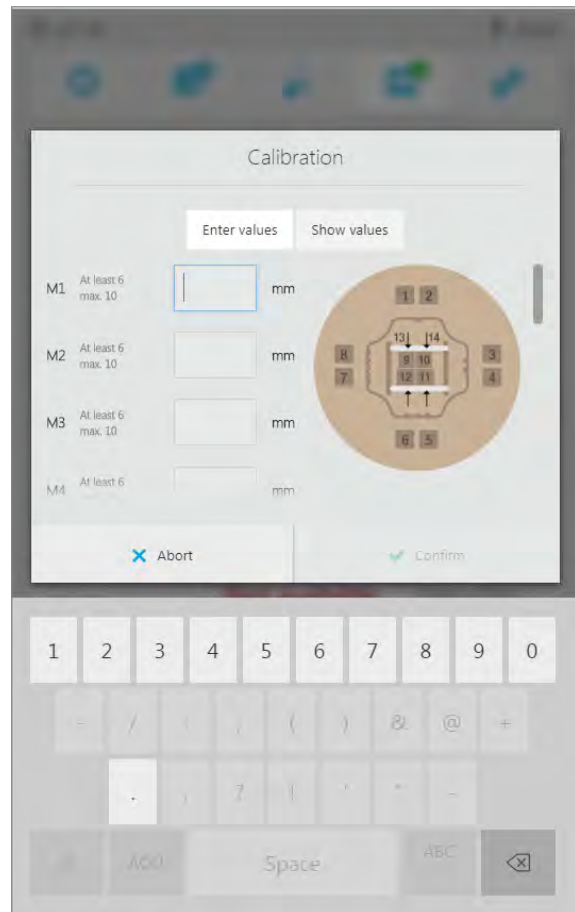 Calibration
Enter values Show values
M1 At least 6 max. 10 mm
M2 At least 6 max. 10 mm
M3 At least 6 max. 10 mm
M4 At least 6 mm
1 2
13 14
8 9 10 3
7 12 11 4
6 5
Abort Confirm
1 2 3 4 5 6 7 8 9 0
/ ( ) & @ +
. , ? ! ' " -
Space ABC